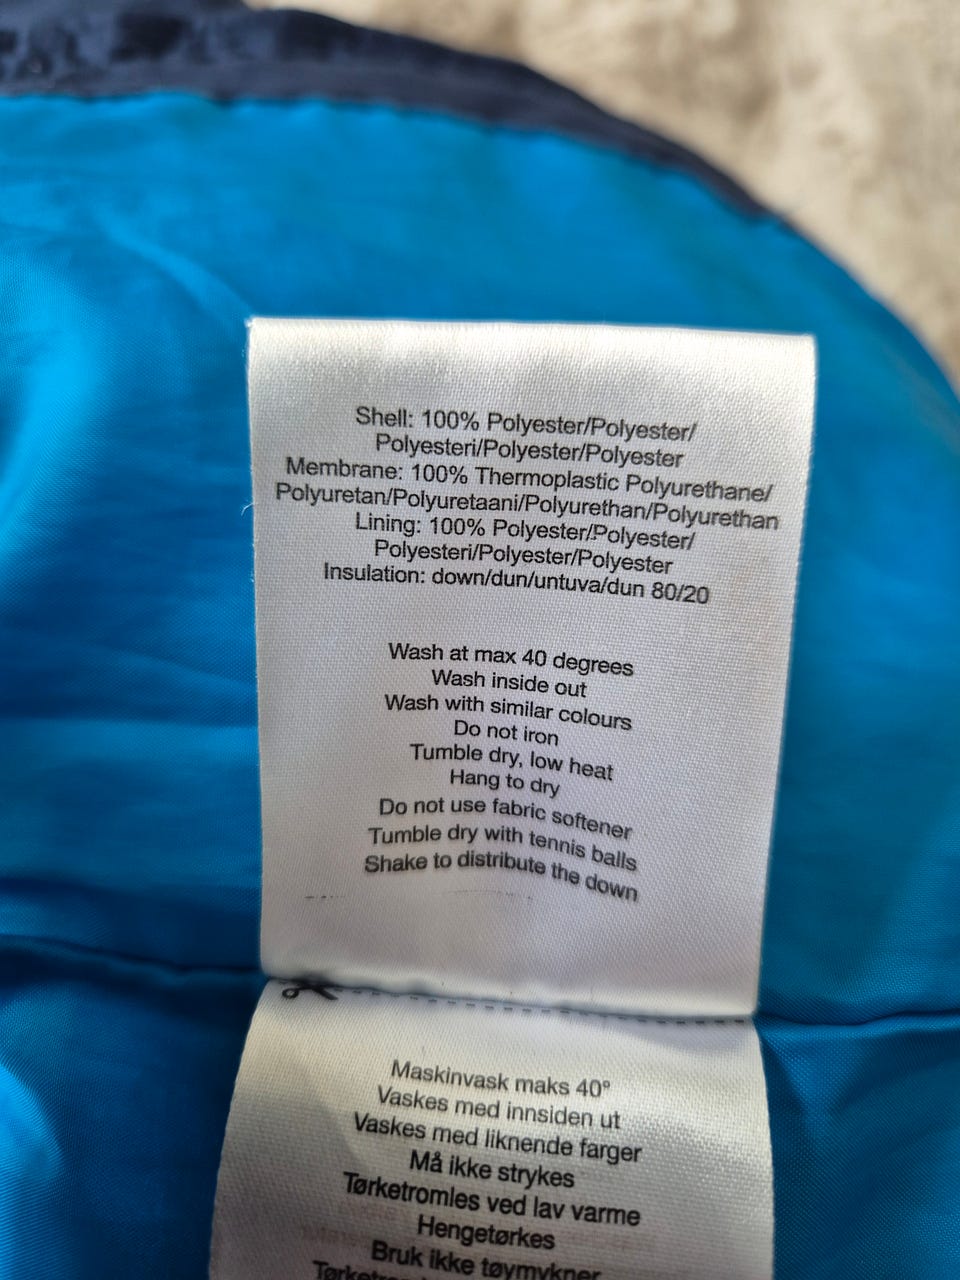 Shell: 100% Polyester/Polyester/
Polyesteri/Polyester/Polyester
Membrane: 100% Thermoplastic Polyurethane/
Polyuretan/Polyuretaani/Polyurethan/Polyurethan
Lining: 100% Polyester/Polyester/
Polyesteri/Polyester/Polyester
Insulation: down/dun/untuva/dun 80/20
Wash at max 40 degrees
Wash inside out
Wash with similar colours
Do not iron
Tumble dry, low heat
Hang to dry
Do not use fabric softener
Tumble dry with tennis balls
Shake to distribute the down
Maskinvask maks 40°
Vaskes med innsiden ut
Vaskes med liknende farger
Må ikke strykes
Tørketromles ved lav varme
Hengetørkes
Bruk ikke tøymykner